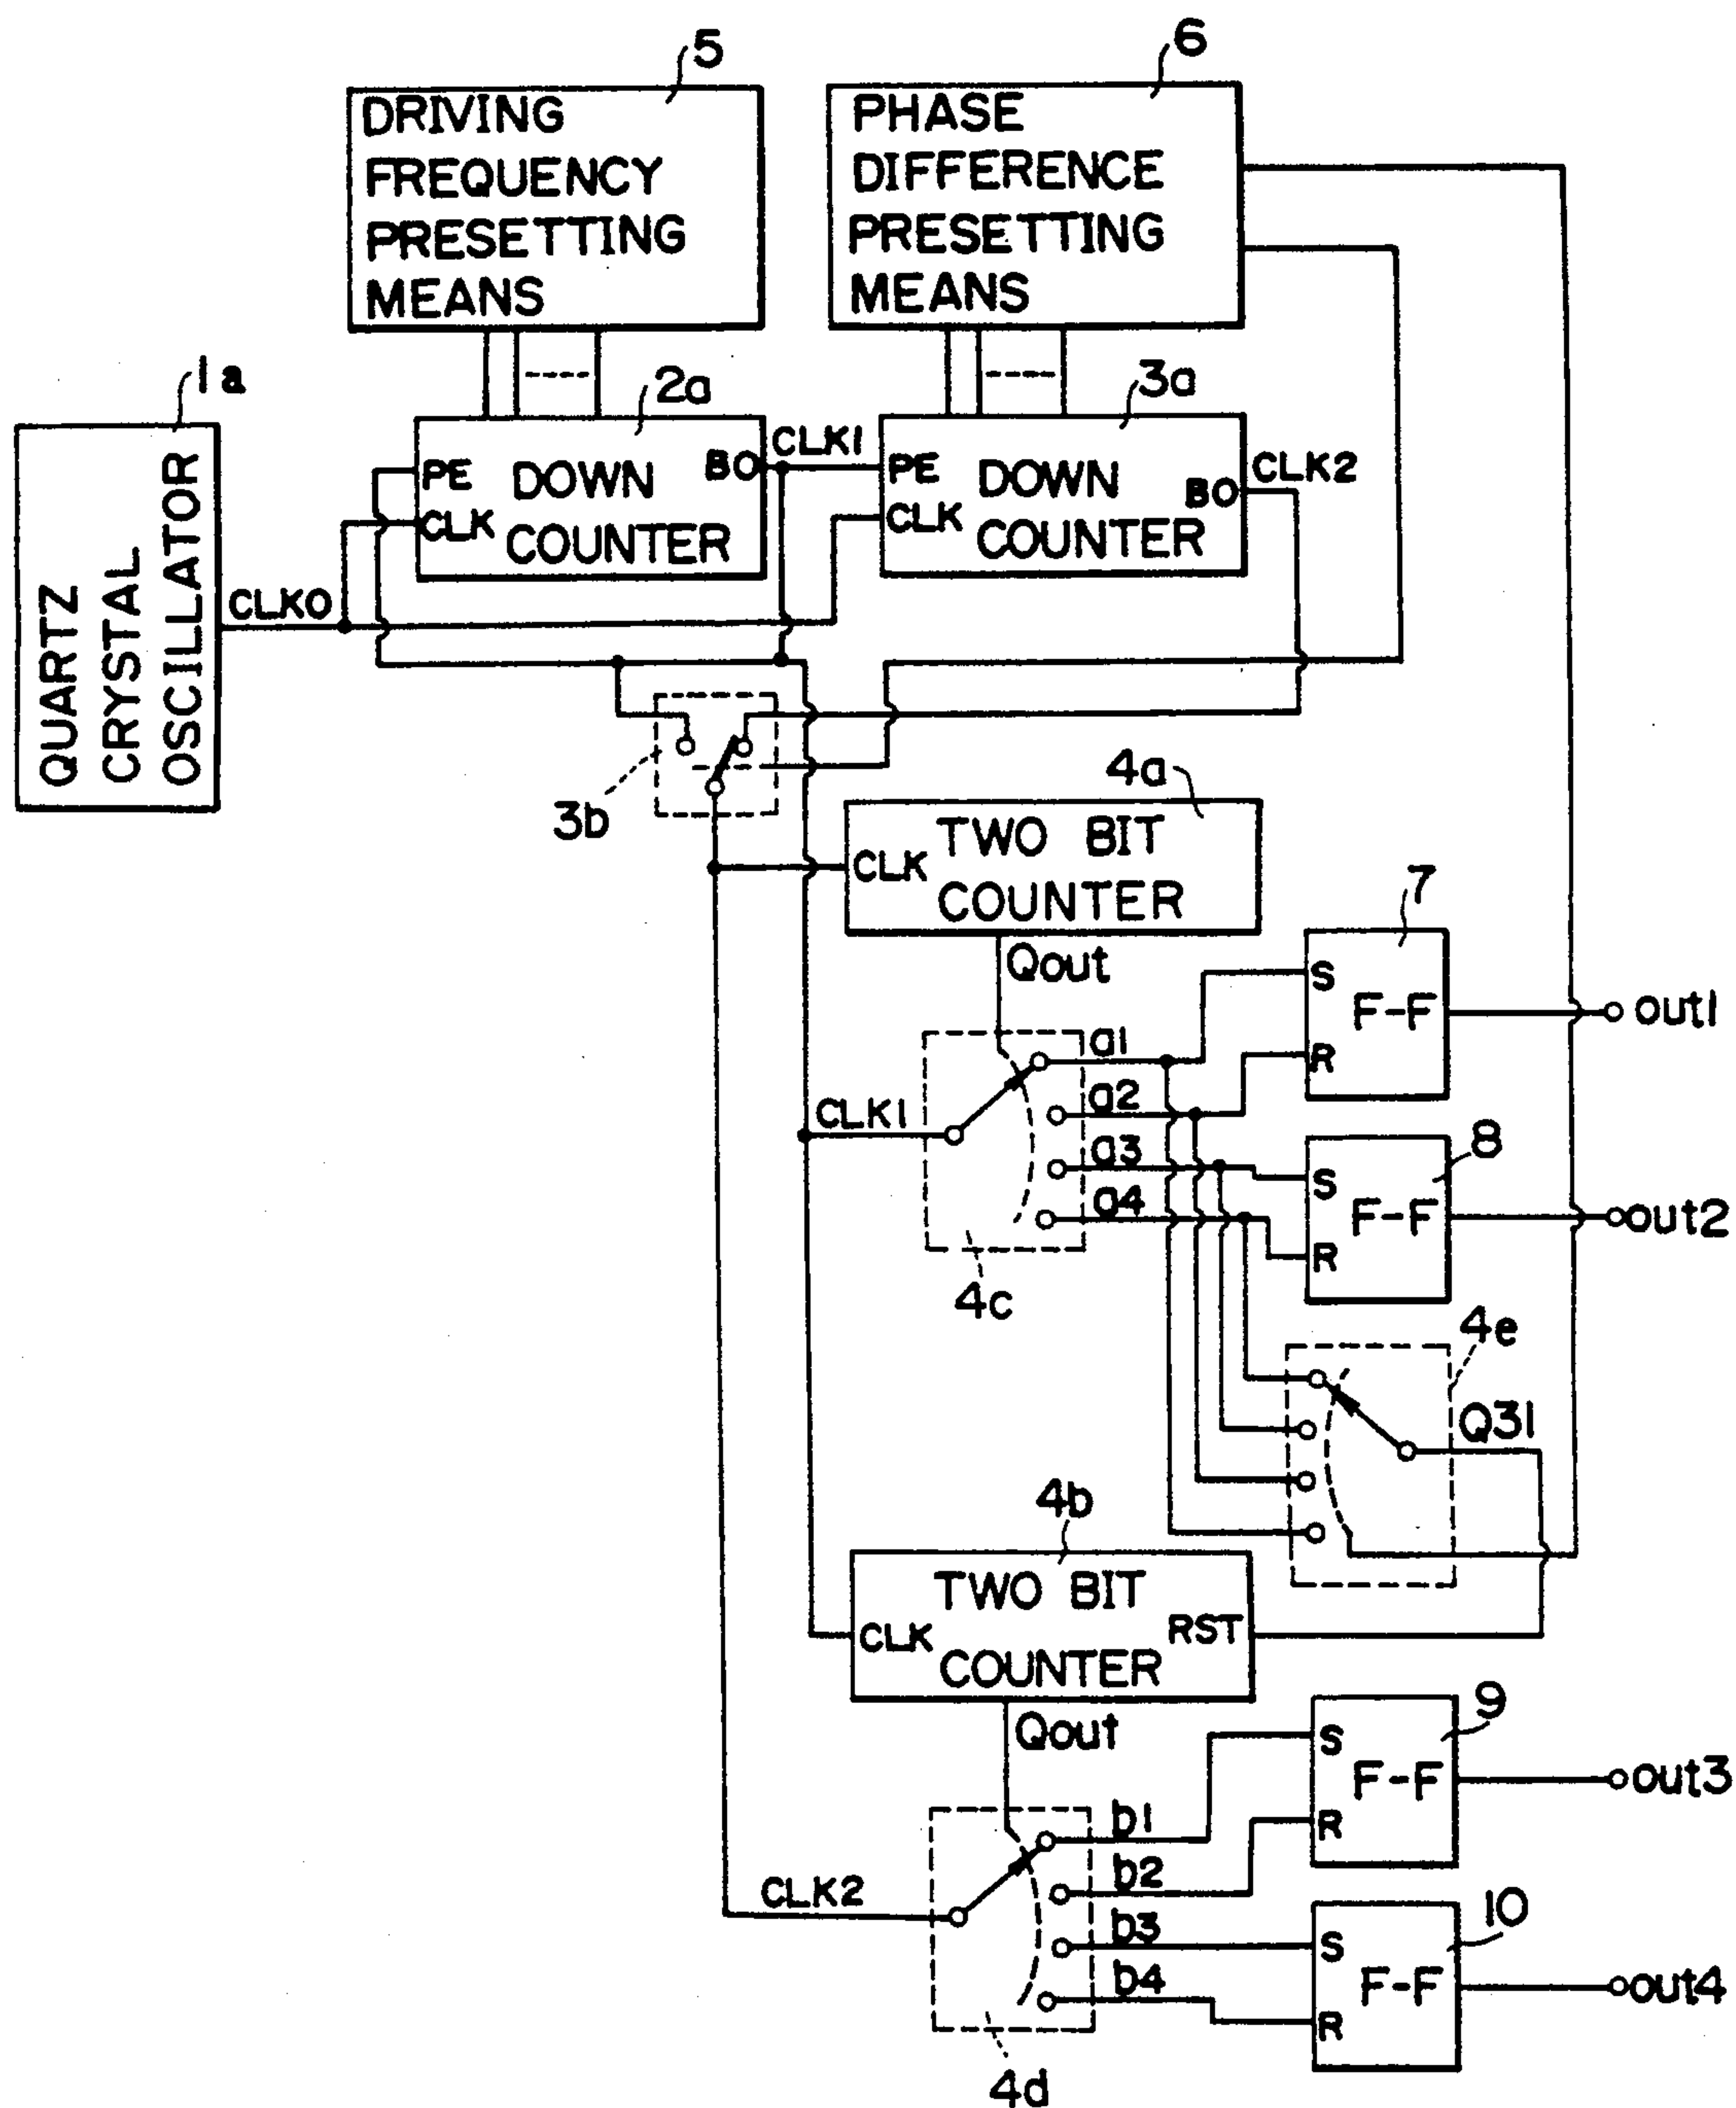 5
6
DRIVING
FREQUENCY
PRESETTING
MEANS
PHASE
DIFFERENCE
PRESETTING
MEANS
1a
2a
3a
QUARTZ
CRYSTAL
OSCILLATOR
PE
CLK
DOWN
COUNTER
BO
CLK1
PE
CLK
DOWN
COUNTER
BO
CLK2
CLK0
3b
4a
TWO BIT
COUNTER
CLK
Qout
7
S
F-F
R
out1
a1
a2
a3
a4
CLK1
4c
8
S
F-F
R
out2
4e
Q31
4b
TWO BIT
COUNTER
CLK
RST
Qout
9
S
F-F
R
out3
b1
b2
b3
b4
CLK2
4d
10
S
F-F
R
out4